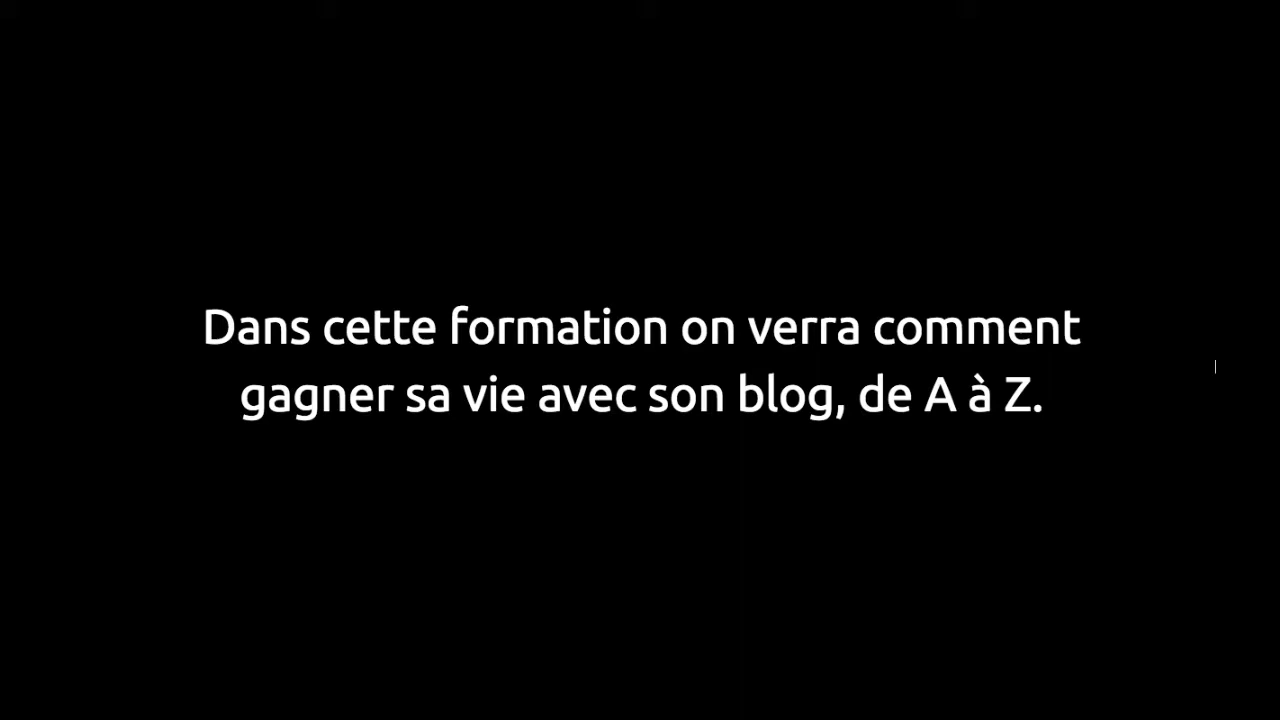 Dans cette formation on verra comment
gagner sa vie avec son blog, de A à Z.